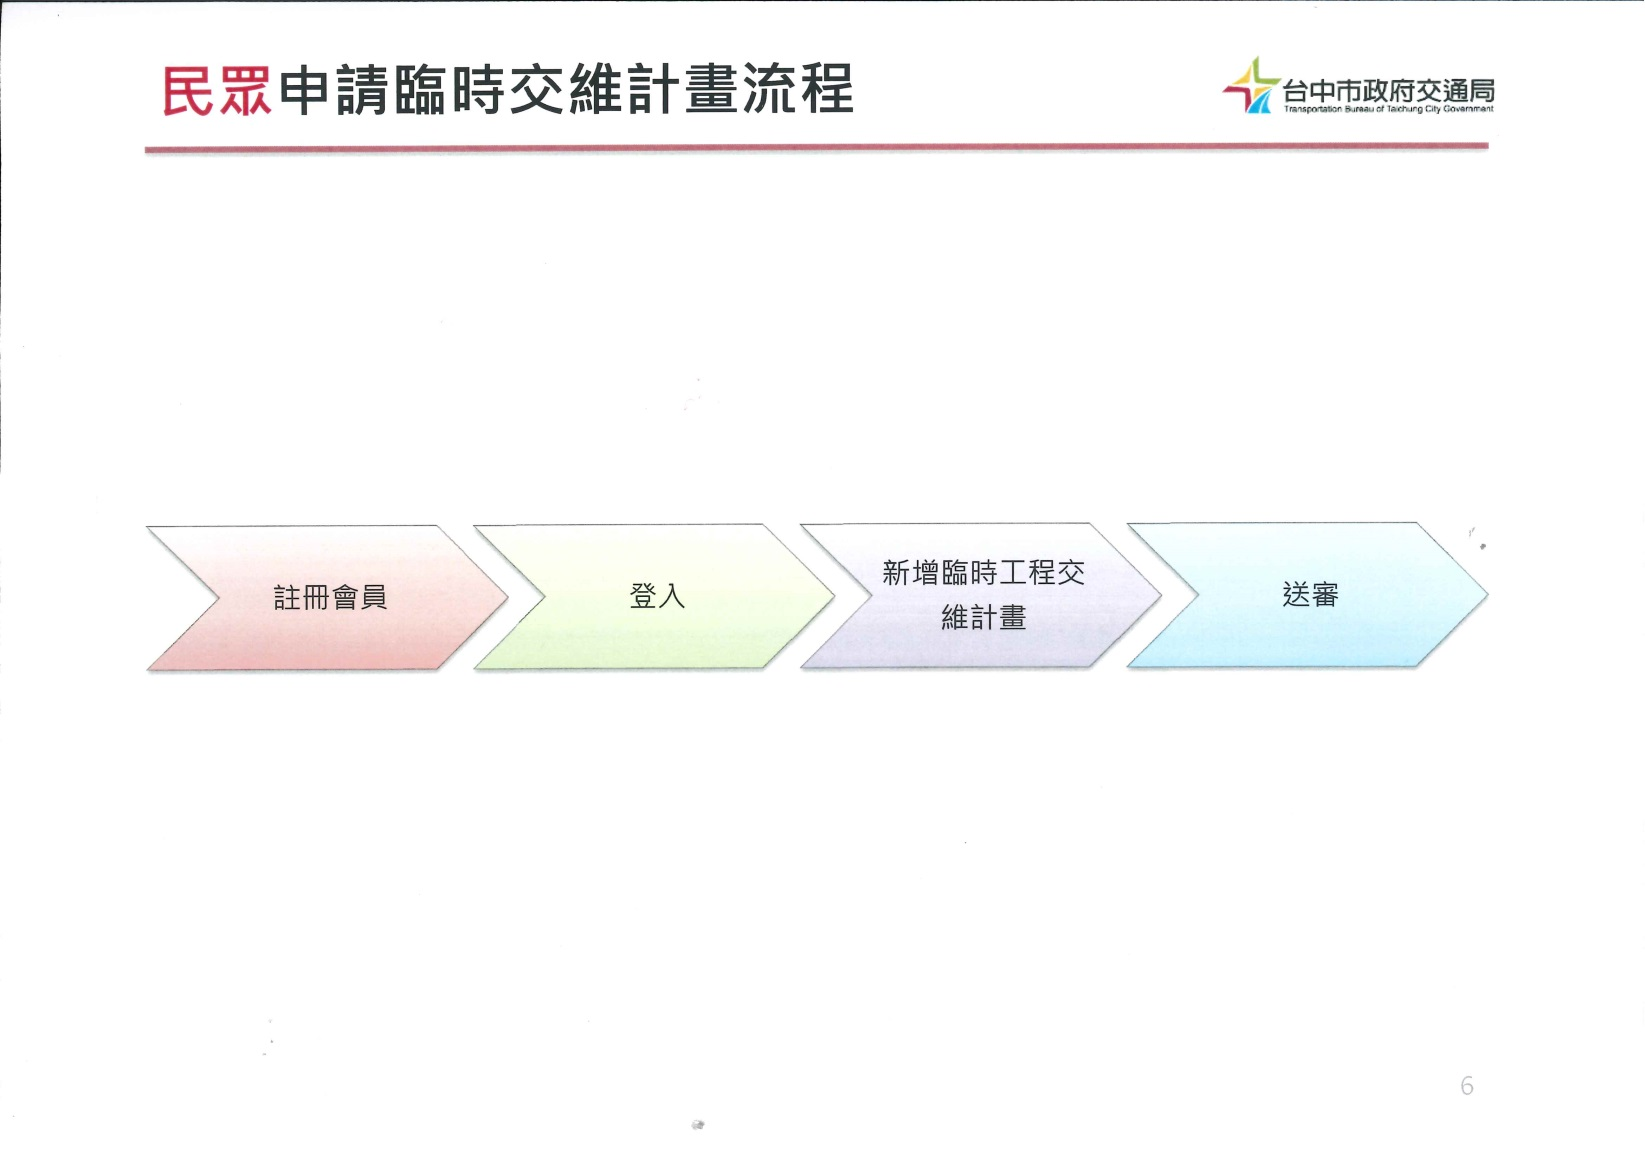 民眾申請臨時交維計畫流程
台中市政府交通局
Transportation Bureau of Taichung City Government
註冊會員
登入
新增臨時工程交
維計畫
送審
6